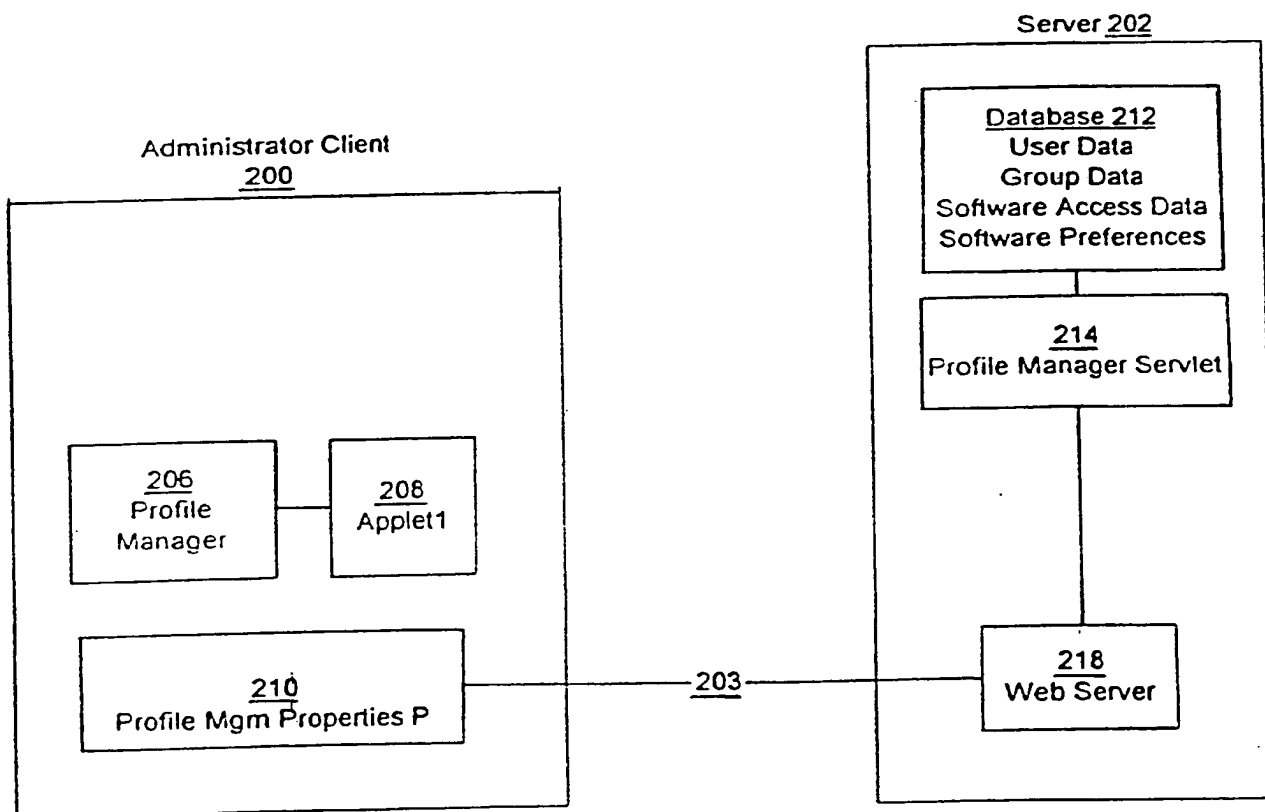 Server 202
Database 212
User Data
Group Data
Software Access Data
Software Preferences
214
Profile Manager Servlet
Administrator Client
200
206
Profile
Manager
208
Applet1
210
Profile Mgm Properties P
203
218
Web Server